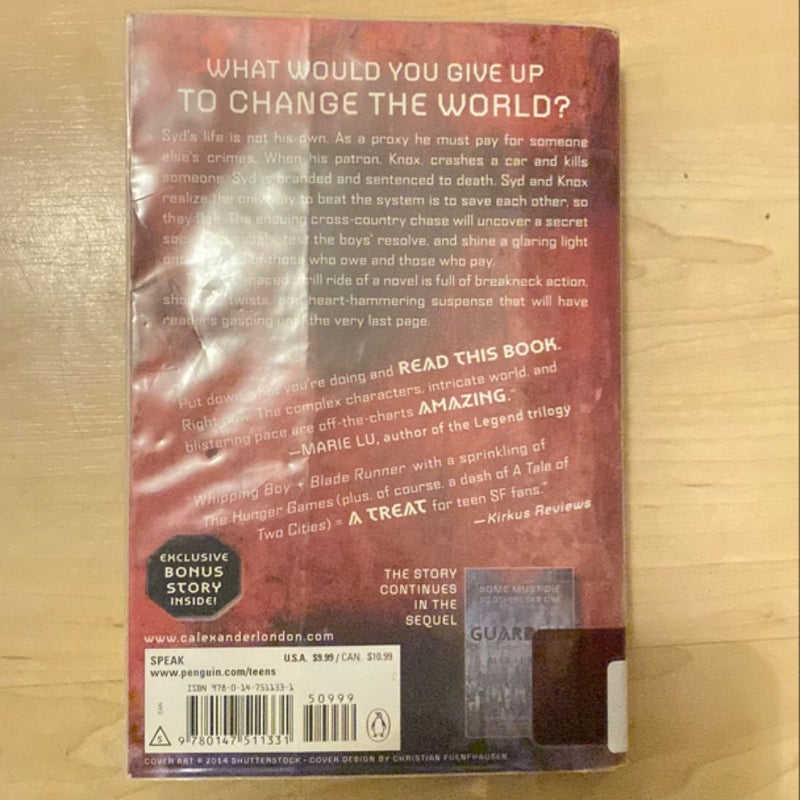 WHAT WOULD YOU GIVE UP
TO CHANGE THE WORLD?
Syd's life is not his own. As a proxy he must pay for someone
else's crimes. When his patron, Knox, crashes a car and kills
someone, Syd is branded and sentenced to death. Syd and Knox
realize the only way to beat the system is to save each other, so
they flee. The ensuing cross-country chase will uncover a secret
society, test the boys' resolve, and shine a glaring light
of those who owe and those who pay.
paced thrill ride of a novel is full of breakneck action,
twists, and heart-hammering suspense that will have
readers gasping until the very last page.
"Put down what you're doing and READ THIS BOOK.
Right now. The complex characters, intricate world, and
blistering pace are off-the-charts AMAZING."
—MARIE LU, author of the Legend trilogy
"Whipping Boy + Blade Runner with a sprinkling of
The Hunger Games (plus, of course, a dash of A Tale of
Two Cities) = A TREAT for teen SF fans."
—Kirkus Reviews
EXCLUSIVE
BONUS
STORY
INSIDE!
THE STORY
CONTINUES
IN THE
SEQUEL
SOME MUST DIE
SO OTHERS CAN LIVE
GUARD
www.calexanderlondon.com
SPEAK
U.S.A. $9.99 / CAN. $10.99
www.penguin.com/teens
ISBN 978-0-14-751133-1
50999
EAN
S
9 780147 511331
COVER ART © 2014 SHUTTERSTOCK · COVER DESIGN BY CHRISTIAN FUENFHAUSEN